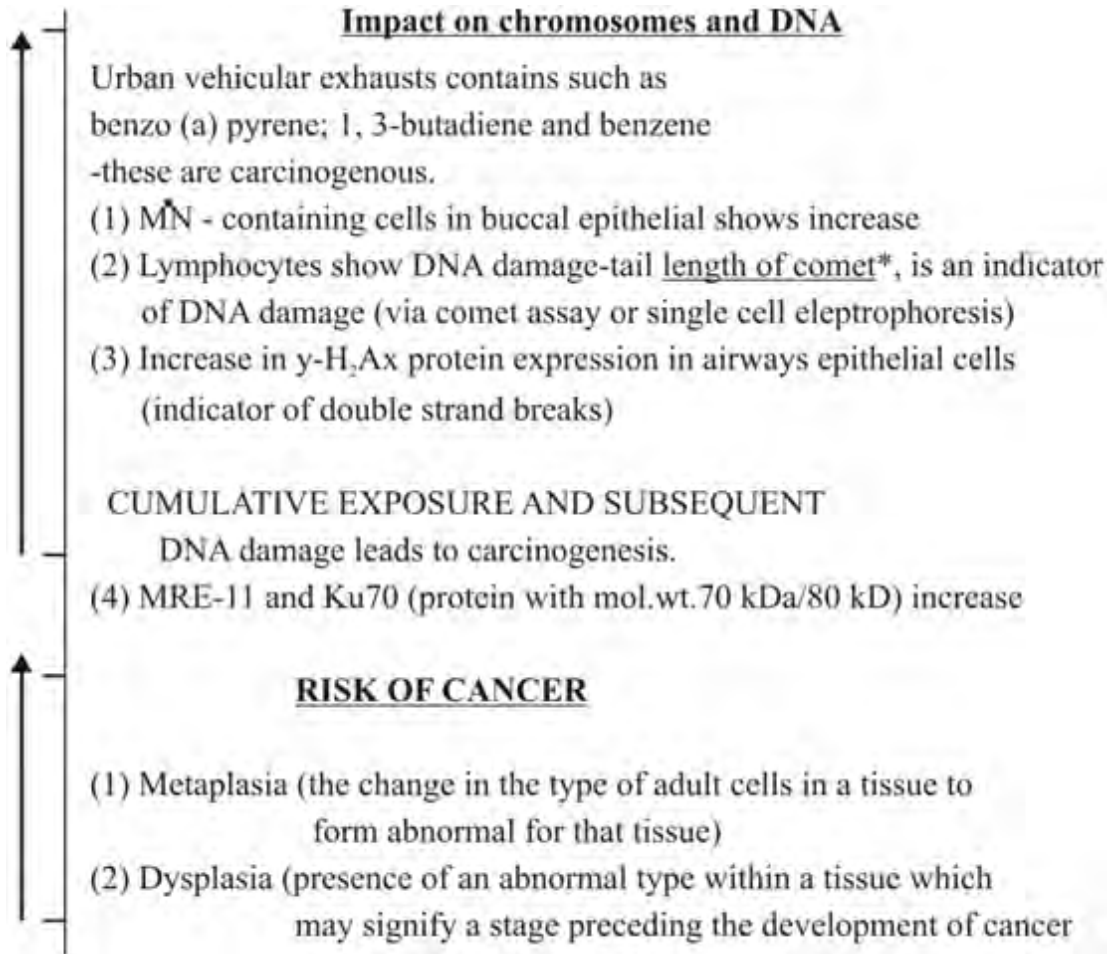 Impact on chromosomes and DNA
Urban vehicular exhausts contains such as
benzo (a) pyrene; 1, 3-butadiene and benzene
-these are carcinogenous.
(1) M*N - containing cells in buccal epithelial shows increase
(2) Lymphocytes show DNA damage-tail length of comet*, is an indicator
of DNA damage (via comet assay or single cell eleptrophoresis)
(3) Increase in y-H₂Ax protein expression in airways epithelial cells
(indicator of double strand breaks)
CUMULATIVE EXPOSURE AND SUBSEQUENT
DNA damage leads to carcinogenesis.
(4) MRE-11 and Ku70 (protein with mol.wt.70 kDa/80 kD) increase
RISK OF CANCER
(1) Metaplasia (the change in the type of adult cells in a tissue to
form abnormal for that tissue)
(2) Dysplasia (presence of an abnormal type within a tissue which
may signify a stage preceding the development of cancer